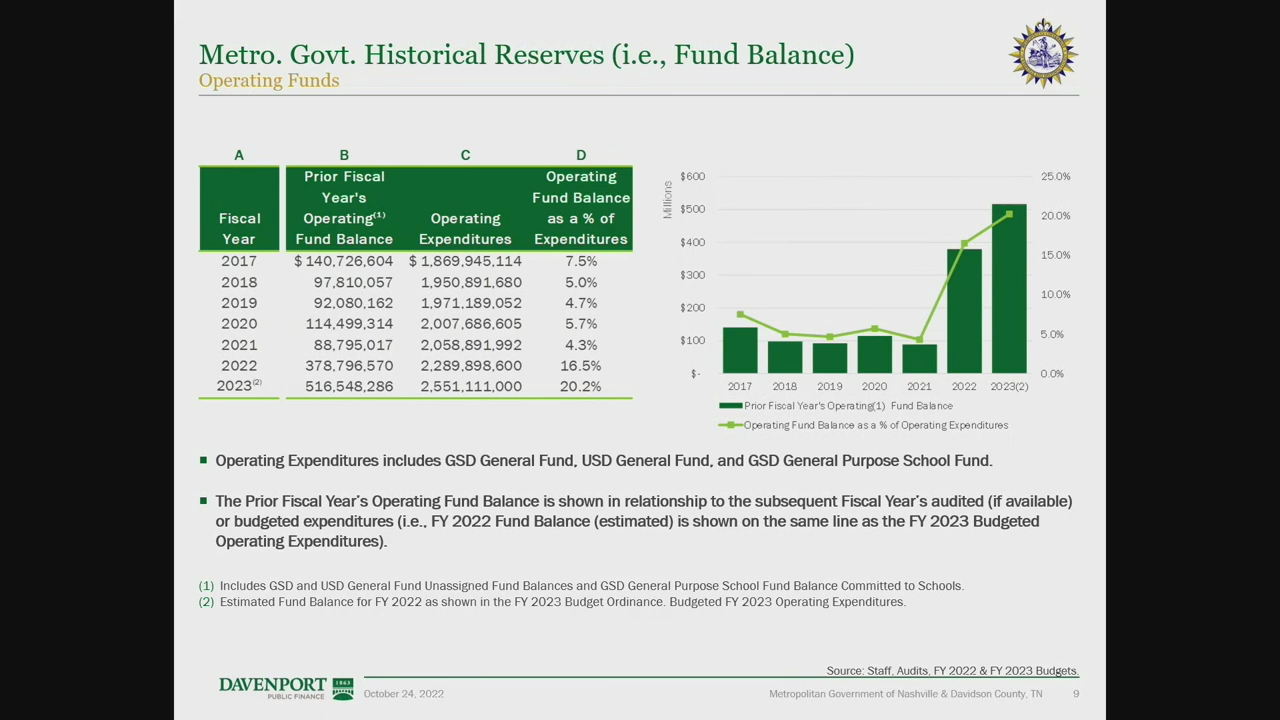 Metro. Govt. Historical Reserves (i.e., Fund Balance)
Operating Funds
A B C D
Fiscal Year Prior Fiscal Year's Operating(1) Fund Balance Operating Expenditures Operating Fund Balance as a % of Expenditures
2017 $ 140,726,604 $ 1,869,945,114 7.5%
2018 97,810,057 1,950,891,680 5.0%
2019 92,080,162 1,971,189,052 4.7%
2020 114,499,314 2,007,686,605 5.7%
2021 88,795,017 2,058,891,992 4.3%
2022 378,796,570 2,289,898,600 16.5%
2023(2) 516,548,286 2,551,111,000 20.2%
Millions
$600 25.0%
$500 20.0%
$400 15.0%
$300 10.0%
$200 5.0%
$100 0.0%
$-
2017 2018 2019 2020 2021 2022 2023(2)
Prior Fiscal Year's Operating(1) Fund Balance
Operating Fund Balance as a % of Operating Expenditures
Operating Expenditures includes GSD General Fund, USD General Fund, and GSD General Purpose School Fund.
The Prior Fiscal Year's Operating Fund Balance is shown in relationship to the subsequent Fiscal Year's audited (if available)
or budgeted expenditures (i.e., FY 2022 Fund Balance (estimated) is shown on the same line as the FY 2023 Budgeted
Operating Expenditures).
(1) Includes GSD and USD General Fund Unassigned Fund Balances and GSD General Purpose School Fund Balance Committed to Schools.
(2) Estimated Fund Balance for FY 2022 as shown in the FY 2023 Budget Ordinance. Budgeted FY 2023 Operating Expenditures.
Source: Staff, Audits, FY 2022 & FY 2023 Budgets.
DAVENPORT
PUBLIC FINANCE
1863
October 24, 2022
Metropolitan Government of Nashville & Davidson County, TN 9